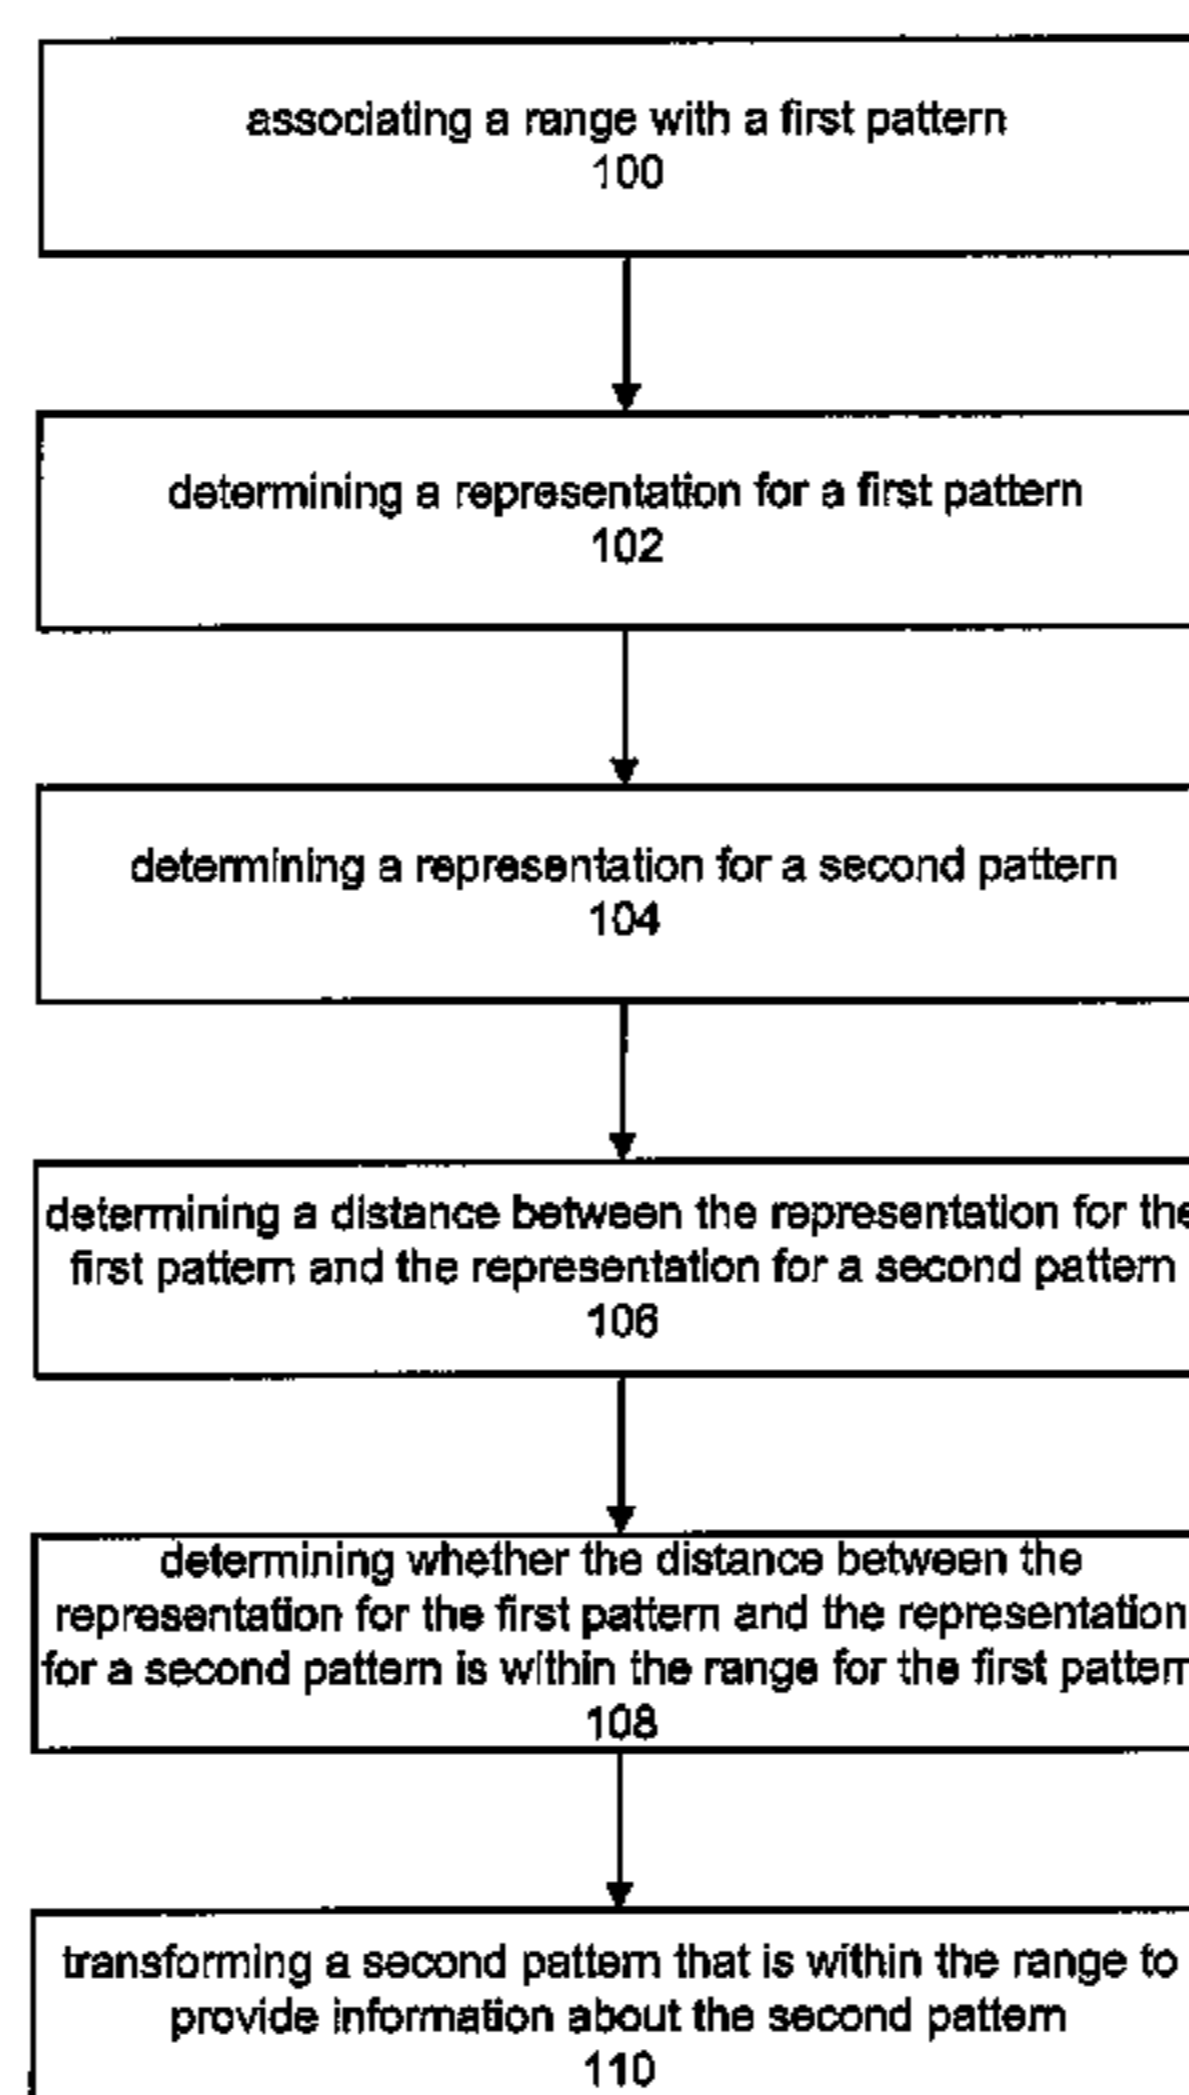 associating a range with a first pattern
100
determining a representation for a first pattern
102
determining a representation for a second pattern
104
determining a distance between the representation for the
first pattern and the representation for a second pattern
106
determining whether the distance between the
representation for the first pattern and the representation
for a second pattern is within the range for the first pattern
108
transforming a second pattern that is within the range to
provide information about the second pattern
110